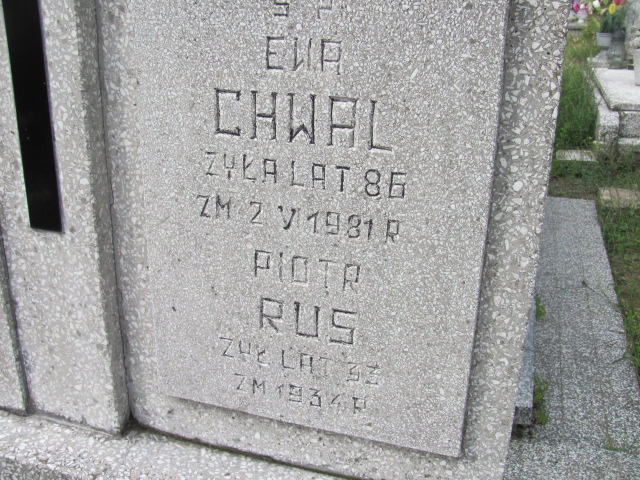 Ś P.
EWA
CHWAL
ŻYŁA LAT 86
ZM 2 V 1981 R
PIOTR
RUS
ŻYŁ LAT 33
ZM 1934 R